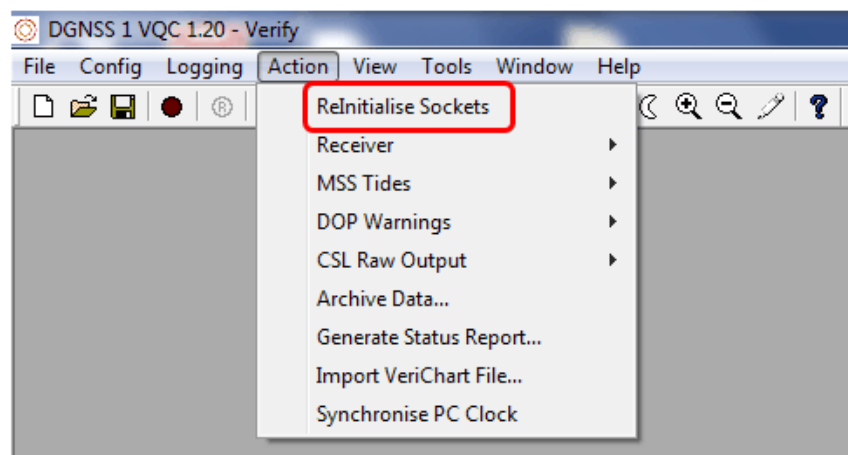 DGNSS 1 VQC 1.20 - Verify
File Config Logging Action View Tools Window Help
®
ReInitialise Sockets
Receiver
MSS Tides
DOP Warnings
CSL Raw Output
Archive Data...
Generate Status Report...
Import VeriChart File...
Synchronise PC Clock